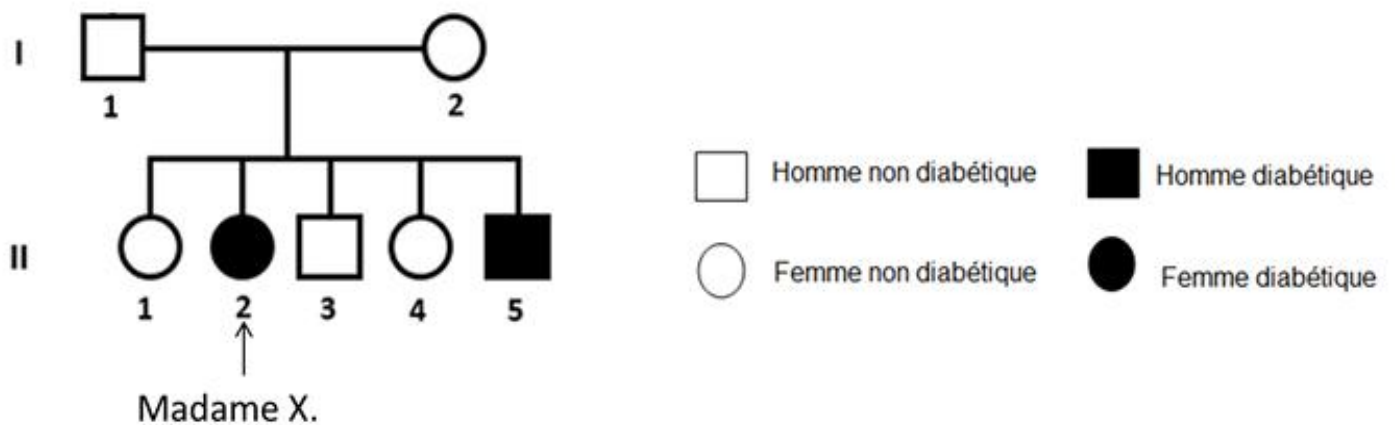 I
1
2
Homme non diabétique
Homme diabétique
II
Femme non diabétique
Femme diabétique
1
2
3
4
5
Madame X.